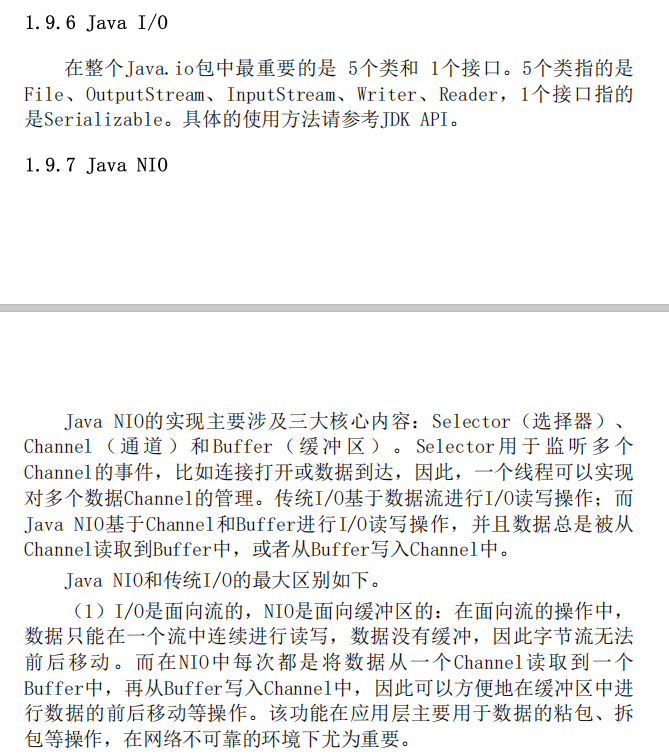 1.9.6 Java I/O
在整个Java.io包中最重要的是 5个类和 1个接口。5个类指的是
File、OutputStream、InputStream、Writer、Reader，1个接口指的
是Serializable。具体的使用方法请参考JDK API。
1.9.7 Java NIO
Java NIO的实现主要涉及三大核心内容：Selector（选择器）、
Channel（通道）和Buffer（缓冲区）。Selector用于监听多个
Channel的事件，比如连接打开或数据到达，因此，一个线程可以实现
对多个数据Channel的管理。传统I/O基于数据流进行I/O读写操作；而
Java NIO基于Channel和Buffer进行I/O读写操作，并且数据总是被从
Channel读取到Buffer中，或者从Buffer写入Channel中。
Java NIO和传统I/O的最大区别如下。
（1）I/O是面向流的，NIO是面向缓冲区的：在面向流的操作中，
数据只能在一个流中连续进行读写，数据没有缓冲，因此字节流无法
前后移动。而在NIO中每次都是将数据从一个Channel读取到一个
Buffer中，再从Buffer写入Channel中，因此可以方便地在缓冲区中进
行数据的前后移动等操作。该功能在应用层主要用于数据的粘包、拆
包等操作，在网络不可靠的环境下尤为重要。